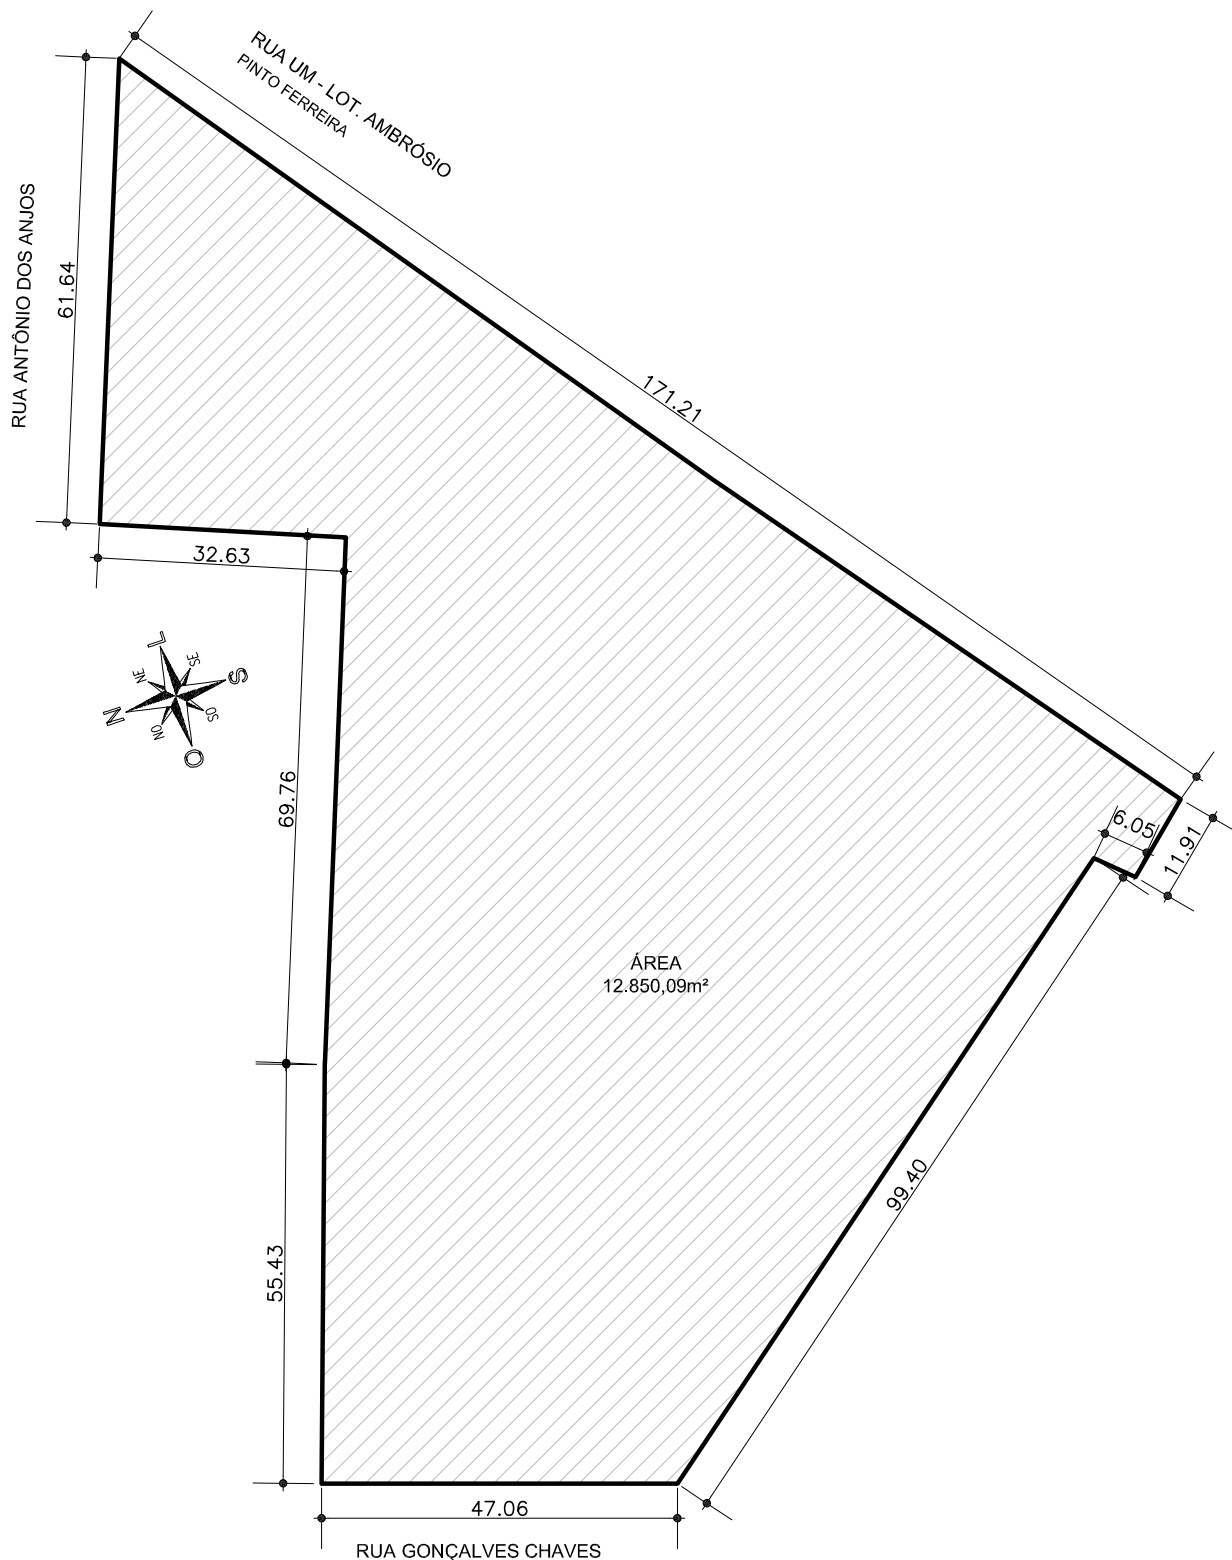 RUA UM - LOT. AMBRÓSIO
PINTO FERREIRA
RUA ANTÔNIO DOS ANJOS
61.64
171.21
32.63
L
SE
NE
S
N
SO
NO
O
69.76
6.05
11.91
ÁREA
12.850,09m²
99.40
55.43
47.06
RUA GONÇALVES CHAVES